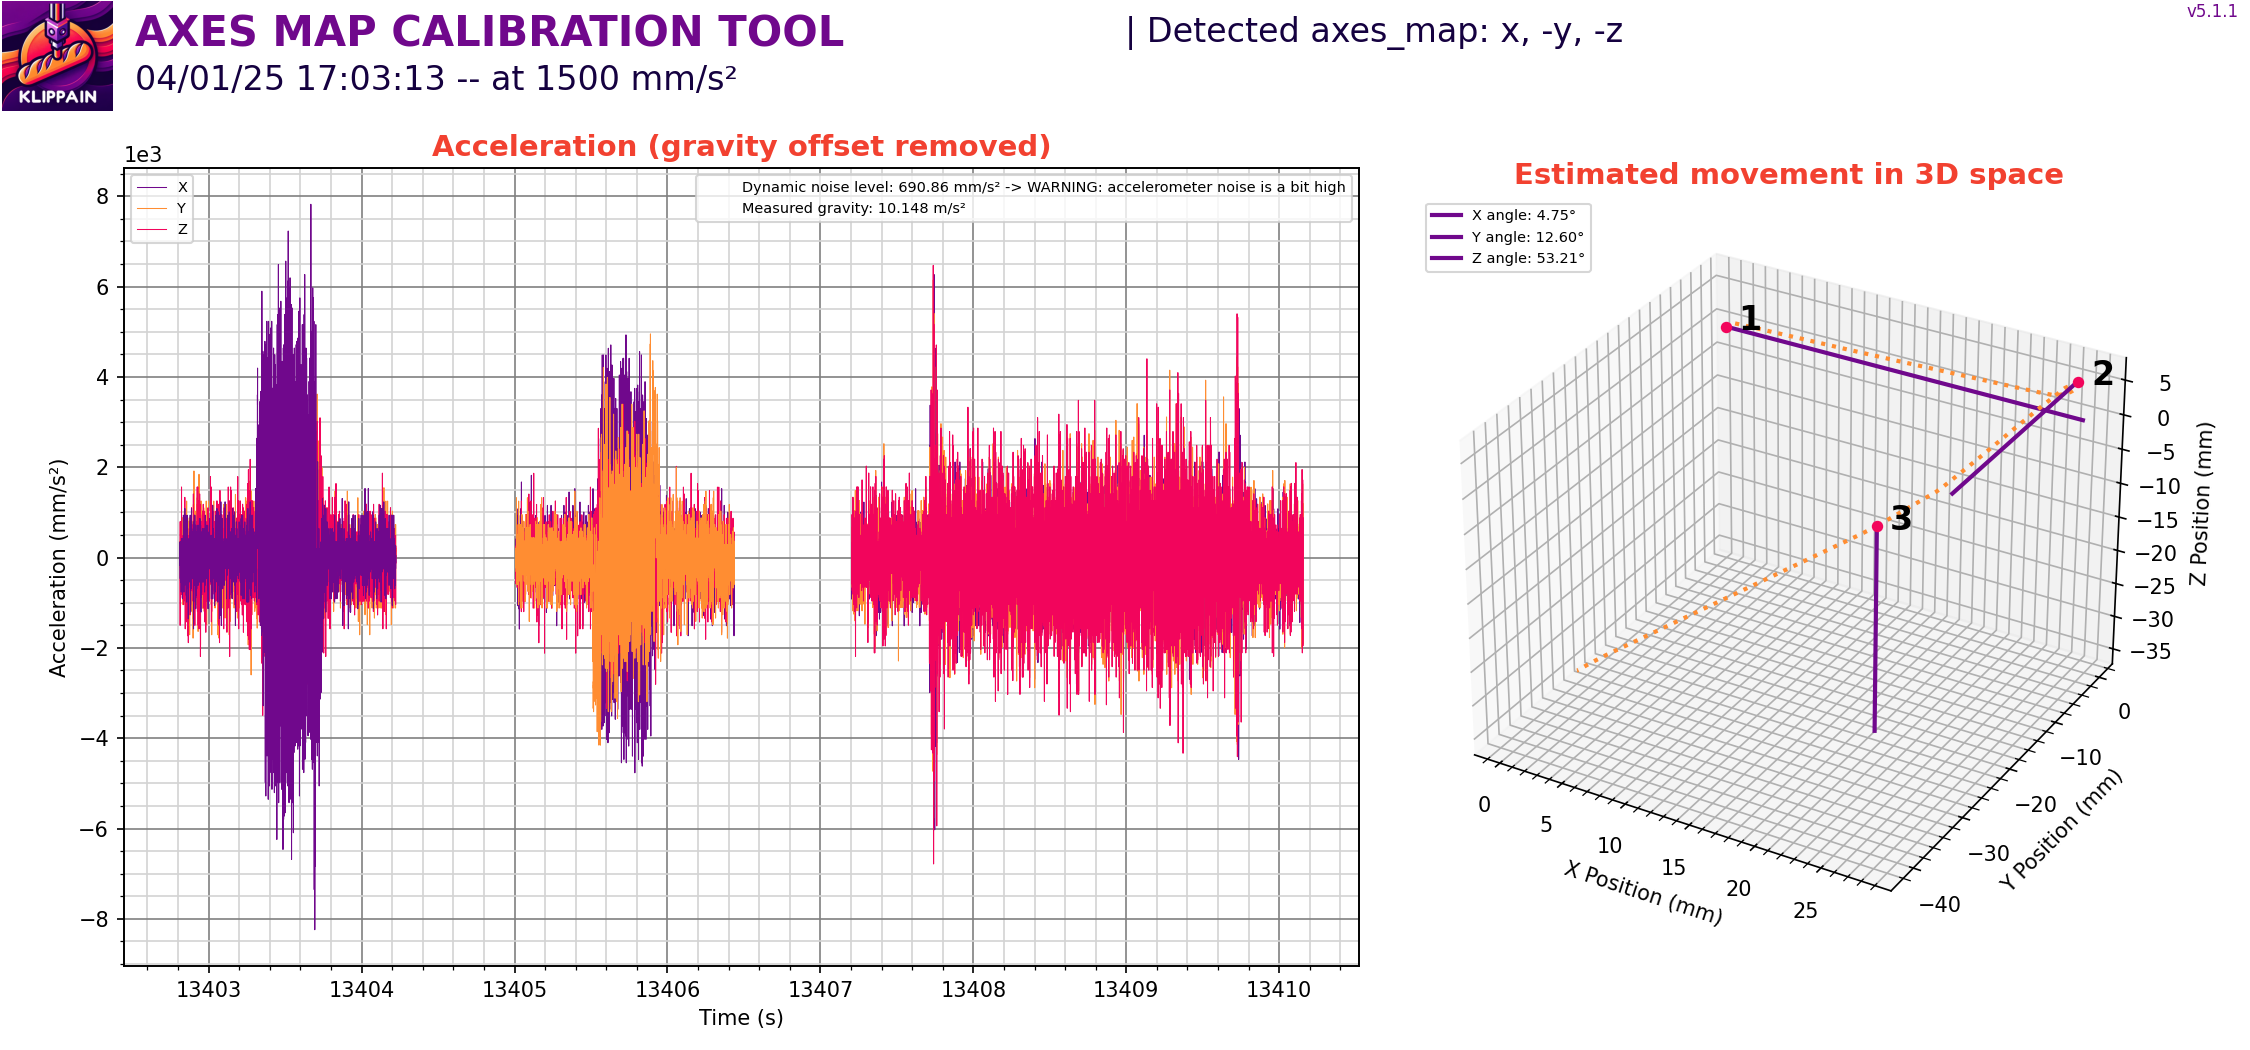 KLIPPAIN
AXES MAP CALIBRATION TOOL
04/01/25 17:03:13 -- at 1500 mm/s²
| Detected axes_map: x, -y, -z
v5.1.1
Acceleration (gravity offset removed)
1e3
X
Y
Z
Dynamic noise level: 690.86 mm/s² -> WARNING: accelerometer noise is a bit high
Measured gravity: 10.148 m/s²
Acceleration (mm/s²)
8
6
4
2
0
−2
−4
−6
−8
13403
13404
13405
13406
13407
13408
13409
13410
Time (s)
Estimated movement in 3D space
X angle: 4.75°
Y angle: 12.60°
Z angle: 53.21°
1
2
3
5
0
−5
−10
−15
−20
−25
−30
−35
Z Position (mm)
0
−10
−20
−30
−40
Y Position (mm)
0
5
10
15
20
25
X Position (mm)